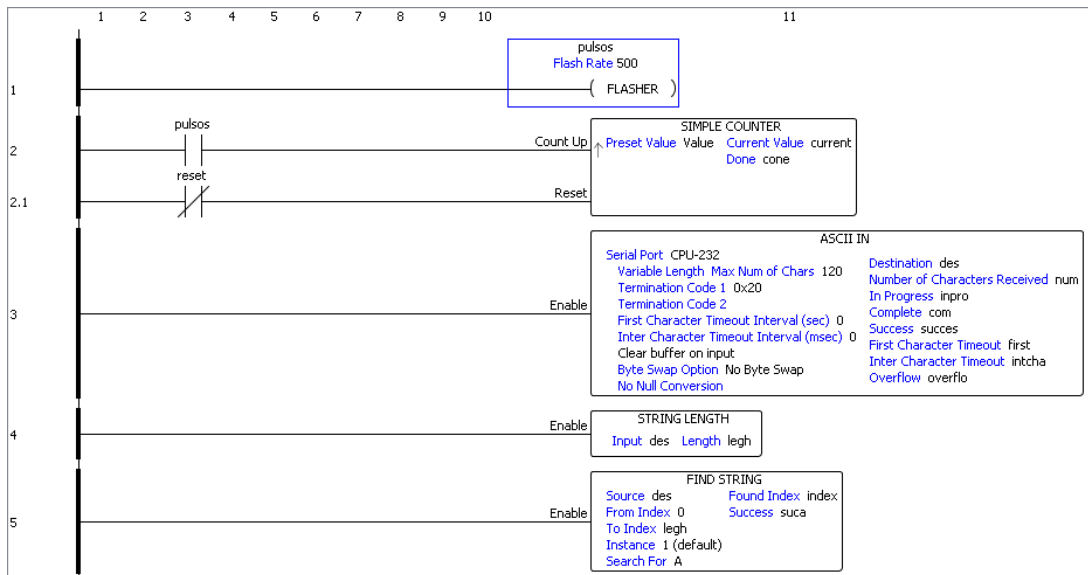 1 2 3 4 5 6 7 8 9 10 11
pulsos
Flash Rate 500
1 ( FLASHER )
pulsos
2 Count Up
SIMPLE COUNTER
Preset Value Value Current Value current
Done cone
reset
2.1 Reset
ASCII IN
Serial Port CPU-232
Variable Length Max Num of Chars 120
Termination Code 1 0x20
Termination Code 2
First Character Timeout Interval (sec) 0
Inter Character Timeout Interval (msec) 0
Clear buffer on input
Byte Swap Option No Byte Swap
No Null Conversion
Destination des
Number of Characters Received num
In Progress inpro
Complete com
Success succes
First Character Timeout first
Inter Character Timeout intcha
Overflow overflo
3 Enable
STRING LENGTH
4 Enable
Input des Length legh
FIND STRING
Source des Found Index index
From Index 0 Success suca
To Index legh
Instance 1 (default)
Search For A
5 Enable